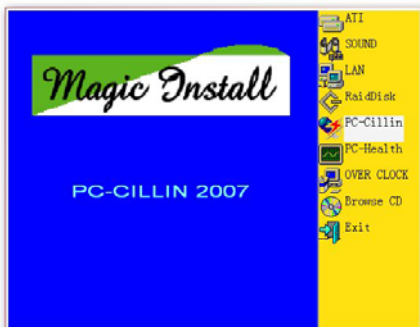 Magic Install
PC-CILLIN 2007
ATI
SOUND
LAN
RaidDisk
PC-Cillin
PC-Health
OVER CLOCK
Browse CD
Exit